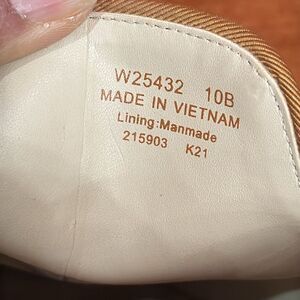 W25432 10B
MADE IN VIETNAM
Lining:Manmade
215903 K21